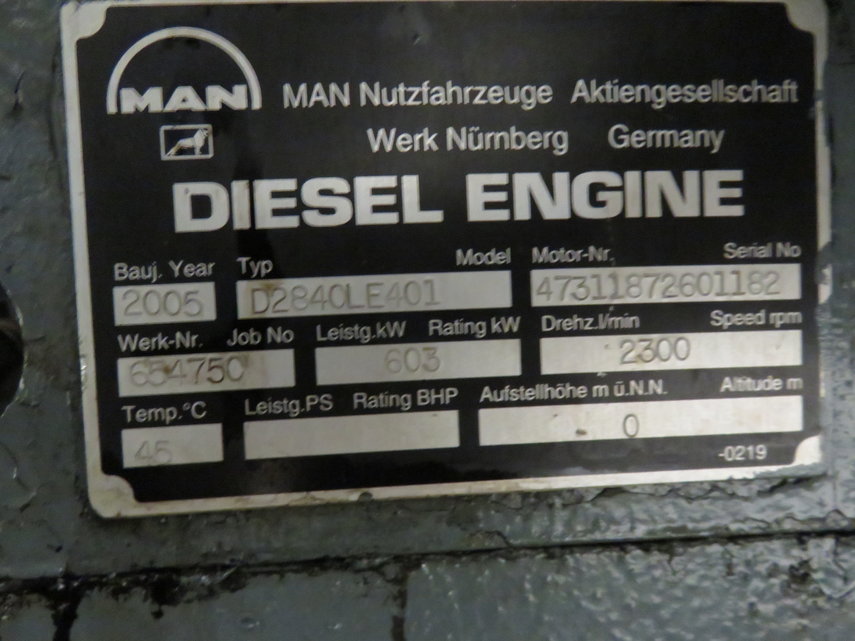 MAN
MAN Nutzfahrzeuge Aktiengesellschaft
Werk Nürnberg Germany
DIESEL ENGINE
Bauj. Year Typ Model Motor-Nr. Serial No
2005 D2840LE401 47311872601182
Werk-Nr. Job No Leistg.kW Rating kW Drehz.l/min Speed rpm
654750 603 2300
Temp.°C Leistg.PS Rating BHP Aufstellhöhe m ü.N.N. Altitude m
45 0
-0219